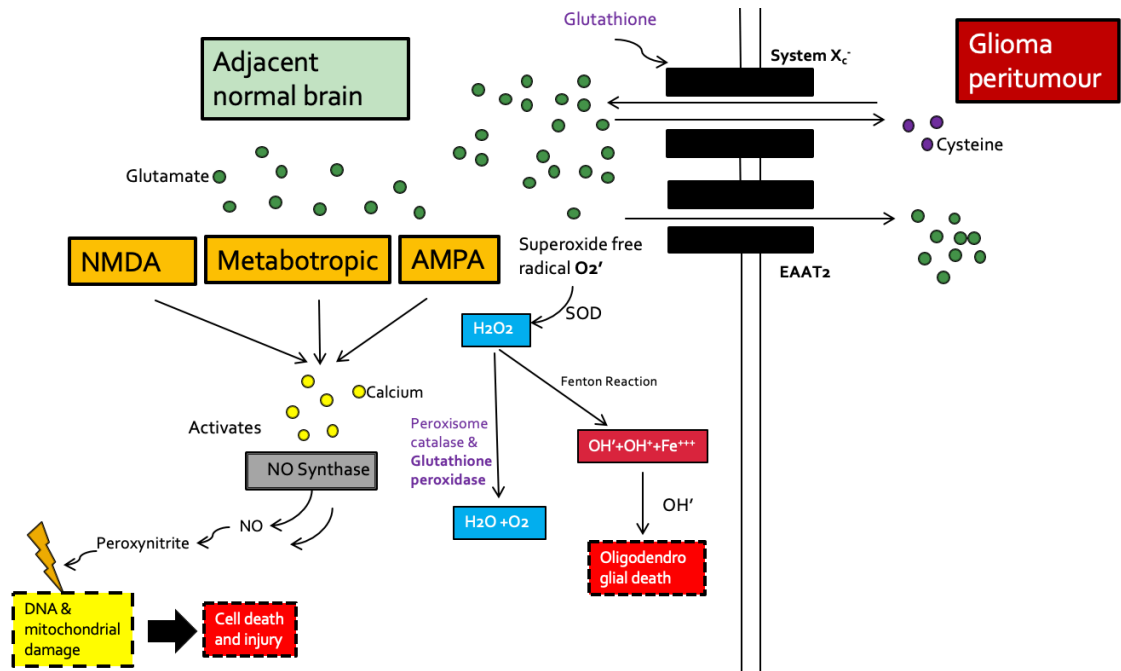 Glutathione
System Xc-
Glioma
peritumour
Adjacent
normal brain
Cysteine
Glutamate
NMDA
Metabotropic
AMPA
Superoxide free
radical O2’
EAAT2
SOD
H2O2
Fenton Reaction
Calcium
Activates
Peroxisome
catalase &
Glutathione
peroxidase
OH’+OH⁺+Fe⁺⁺⁺
NO Synthase
OH’
NO
H2O +O2
Peroxynitrite
Oligodendro
glial death
DNA &
mitochondrial
damage
Cell death
and injury